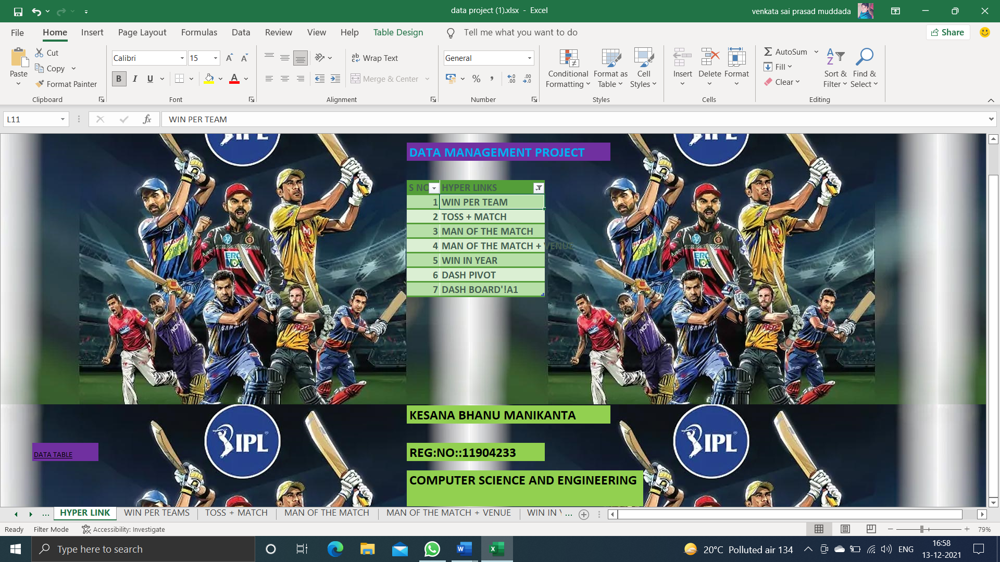 data project (1).xlsx - Excel
venkata sai prasad muddada
File Home Insert Page Layout Formulas Data Review View Help Table Design Tell me what you want to do
Share
Paste
Cut
Copy
Format Painter
Clipboard
Calibri 15
B I U
Font
Wrap Text
Merge & Center
Alignment
General
Number
Conditional Formatting
Format as Table
Cell Styles
Styles
Insert Delete Format
Cells
AutoSum
Fill
Clear
Sort & Filter
Find & Select
Editing
L11
fx
WIN PER TEAM
DATA MANAGEMENT PROJECT
S NO HYPER LINKS
1 WIN PER TEAM
2 TOSS + MATCH
3 MAN OF THE MATCH
4 MAN OF THE MATCH + VENUE
5 WIN IN YEAR
6 DASH PIVOT
7 DASH BOARD'!A1
KESANA BHANU MANIKANTA
IPL
IPL
DATA TABLE
REG:NO::11904233
COMPUTER SCIENCE AND ENGINEERING
... HYPER LINK WIN PER TEAMS TOSS + MATCH MAN OF THE MATCH MAN OF THE MATCH + VENUE WIN IN ...
Ready Filter Mode Accessibility: Investigate
79%
Type here to search
20°C Polluted air 134
ENG
16:58
13-12-2021